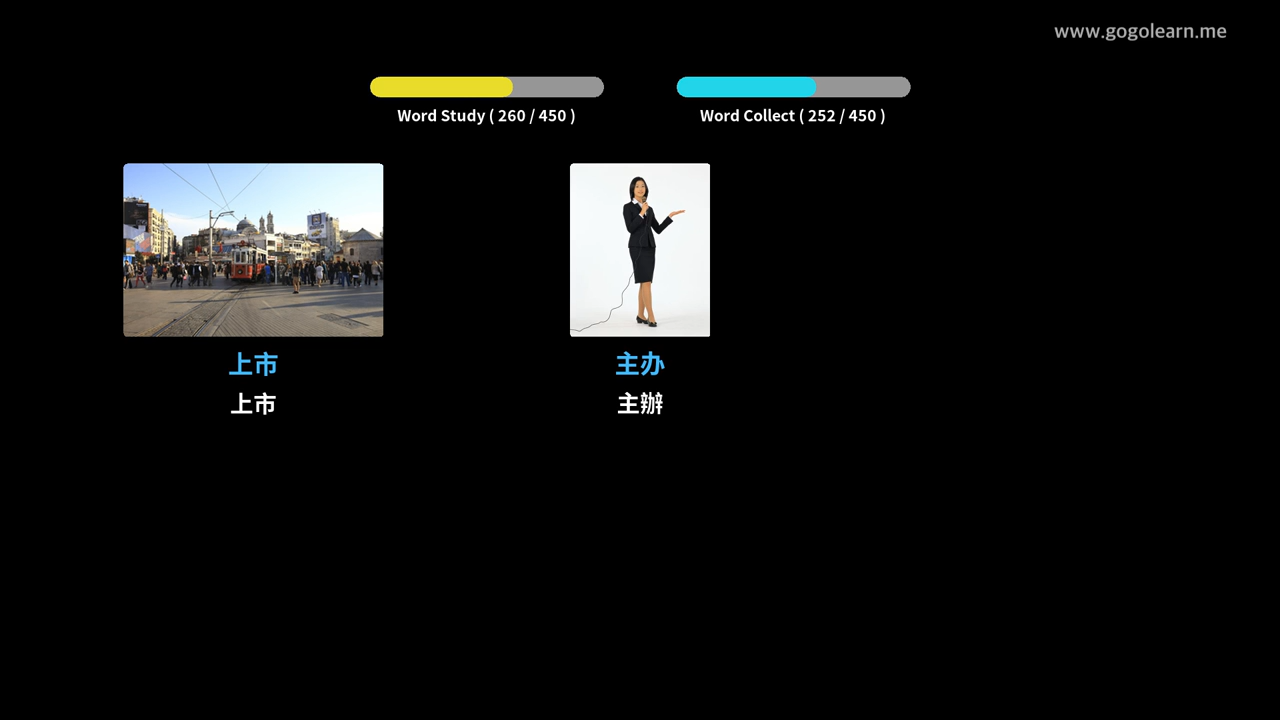 www.gogolearn.me
Word Study ( 260 / 450 )
Word Collect ( 252 / 450 )
上市
上市
主办
主辦